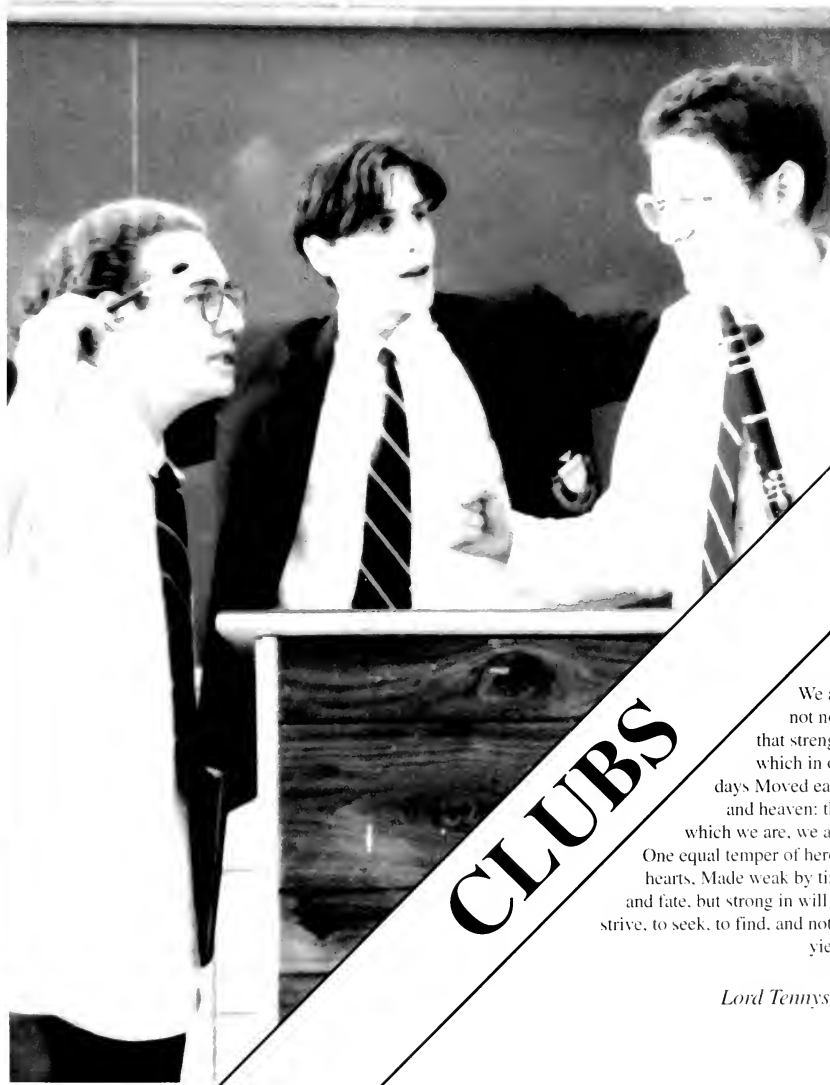 CLUBS
We a
not no
that streng
which in o
days Moved ea
and heaven: t
which we are, we a
One equal temper of hero
hearts, Made weak by ti
and fate, but strong in will
strive, to seek, to find, and not
yie
Lord Tennys